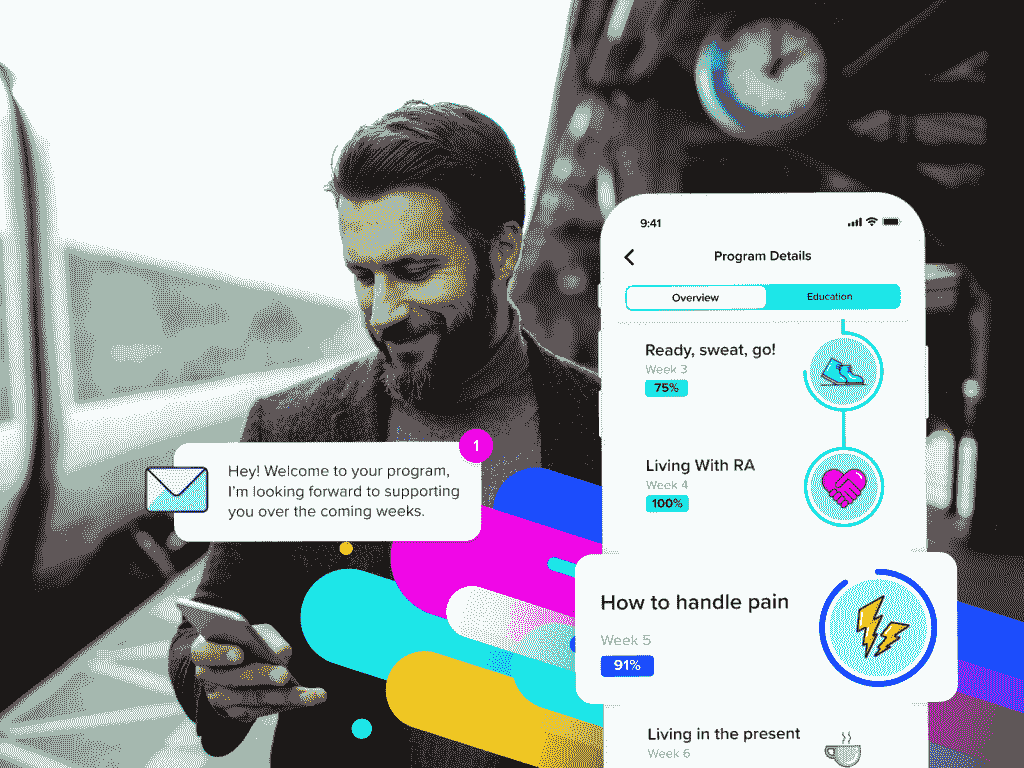 9:41
Program Details
Overview
Education
Ready, sweat, go!
Week 3
75%
Living With RA
Week 4
100%
1
Hey! Welcome to your program,
I'm looking forward to supporting
you over the coming weeks.
How to handle pain
Week 5
91%
Living in the present
Week 6